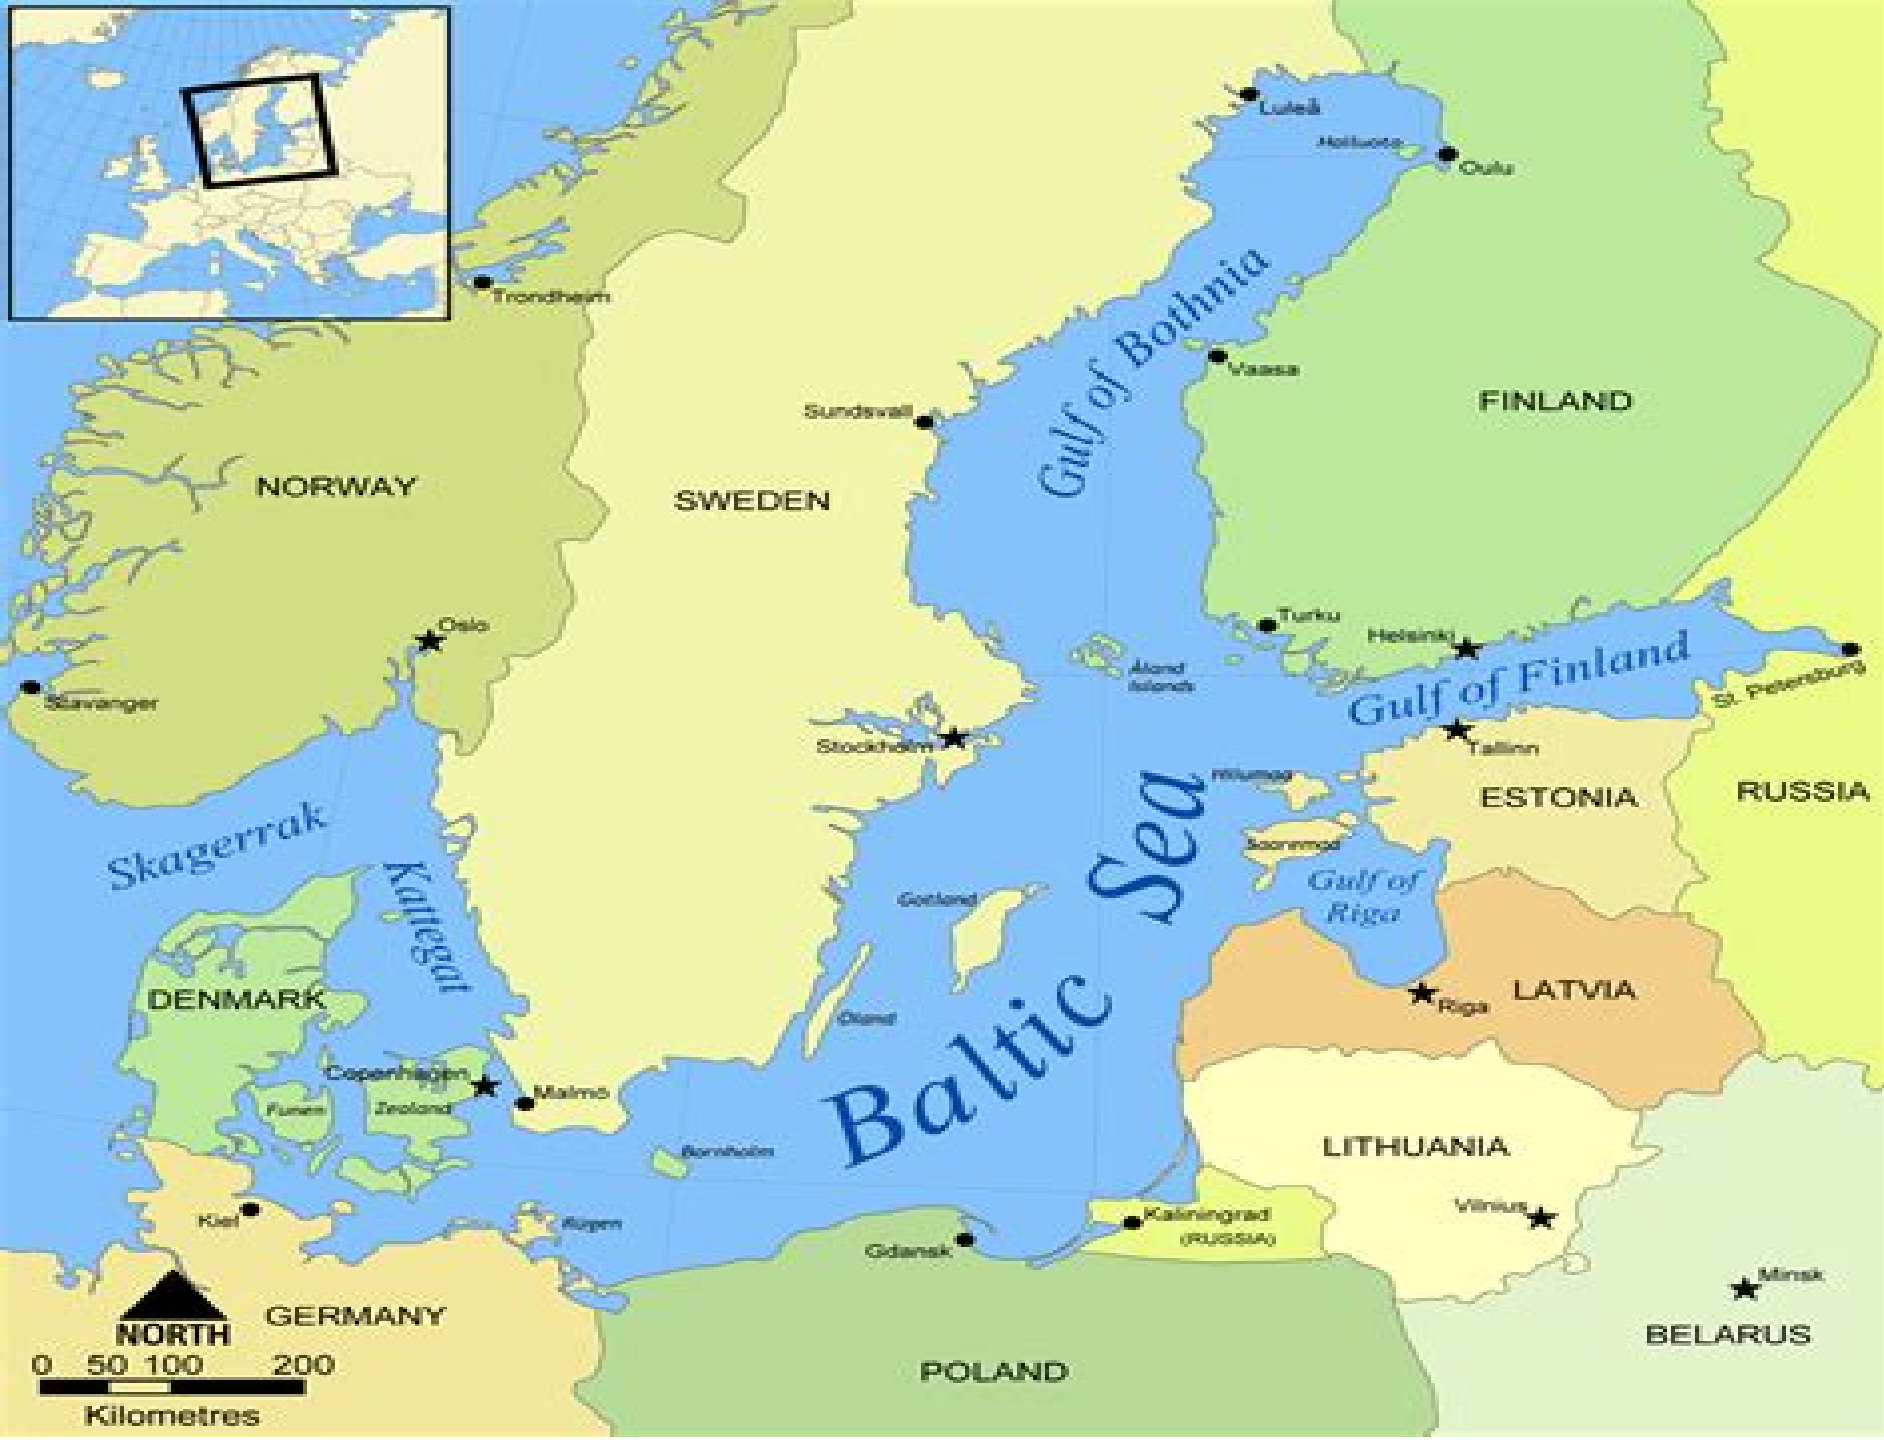 Luleå
Hailuoto
Oulu
Trondheim
Gulf of Bothnia
Vaasa
FINLAND
Sundsvall
NORWAY
SWEDEN
Turku
Helsinki
Oslo
Åland
Islands
Gulf of Finland
St. Petersburg
Stavanger
Stockholm
Tallinn
Hiiumaa
ESTONIA
RUSSIA
Skagerrak
Kattegat
Saaremaa
Gulf of
Riga
Gotland
Baltic Sea
DENMARK
Öland
Riga
LATVIA
Copenhagen
Malmö
Funen
Zealand
Bornholm
LITHUANIA
Vilnius
Kiel
Rügen
Kaliningrad
(RUSSIA)
Gdansk
Minsk
GERMANY
BELARUS
NORTH
0 50 100 200
Kilometres
POLAND